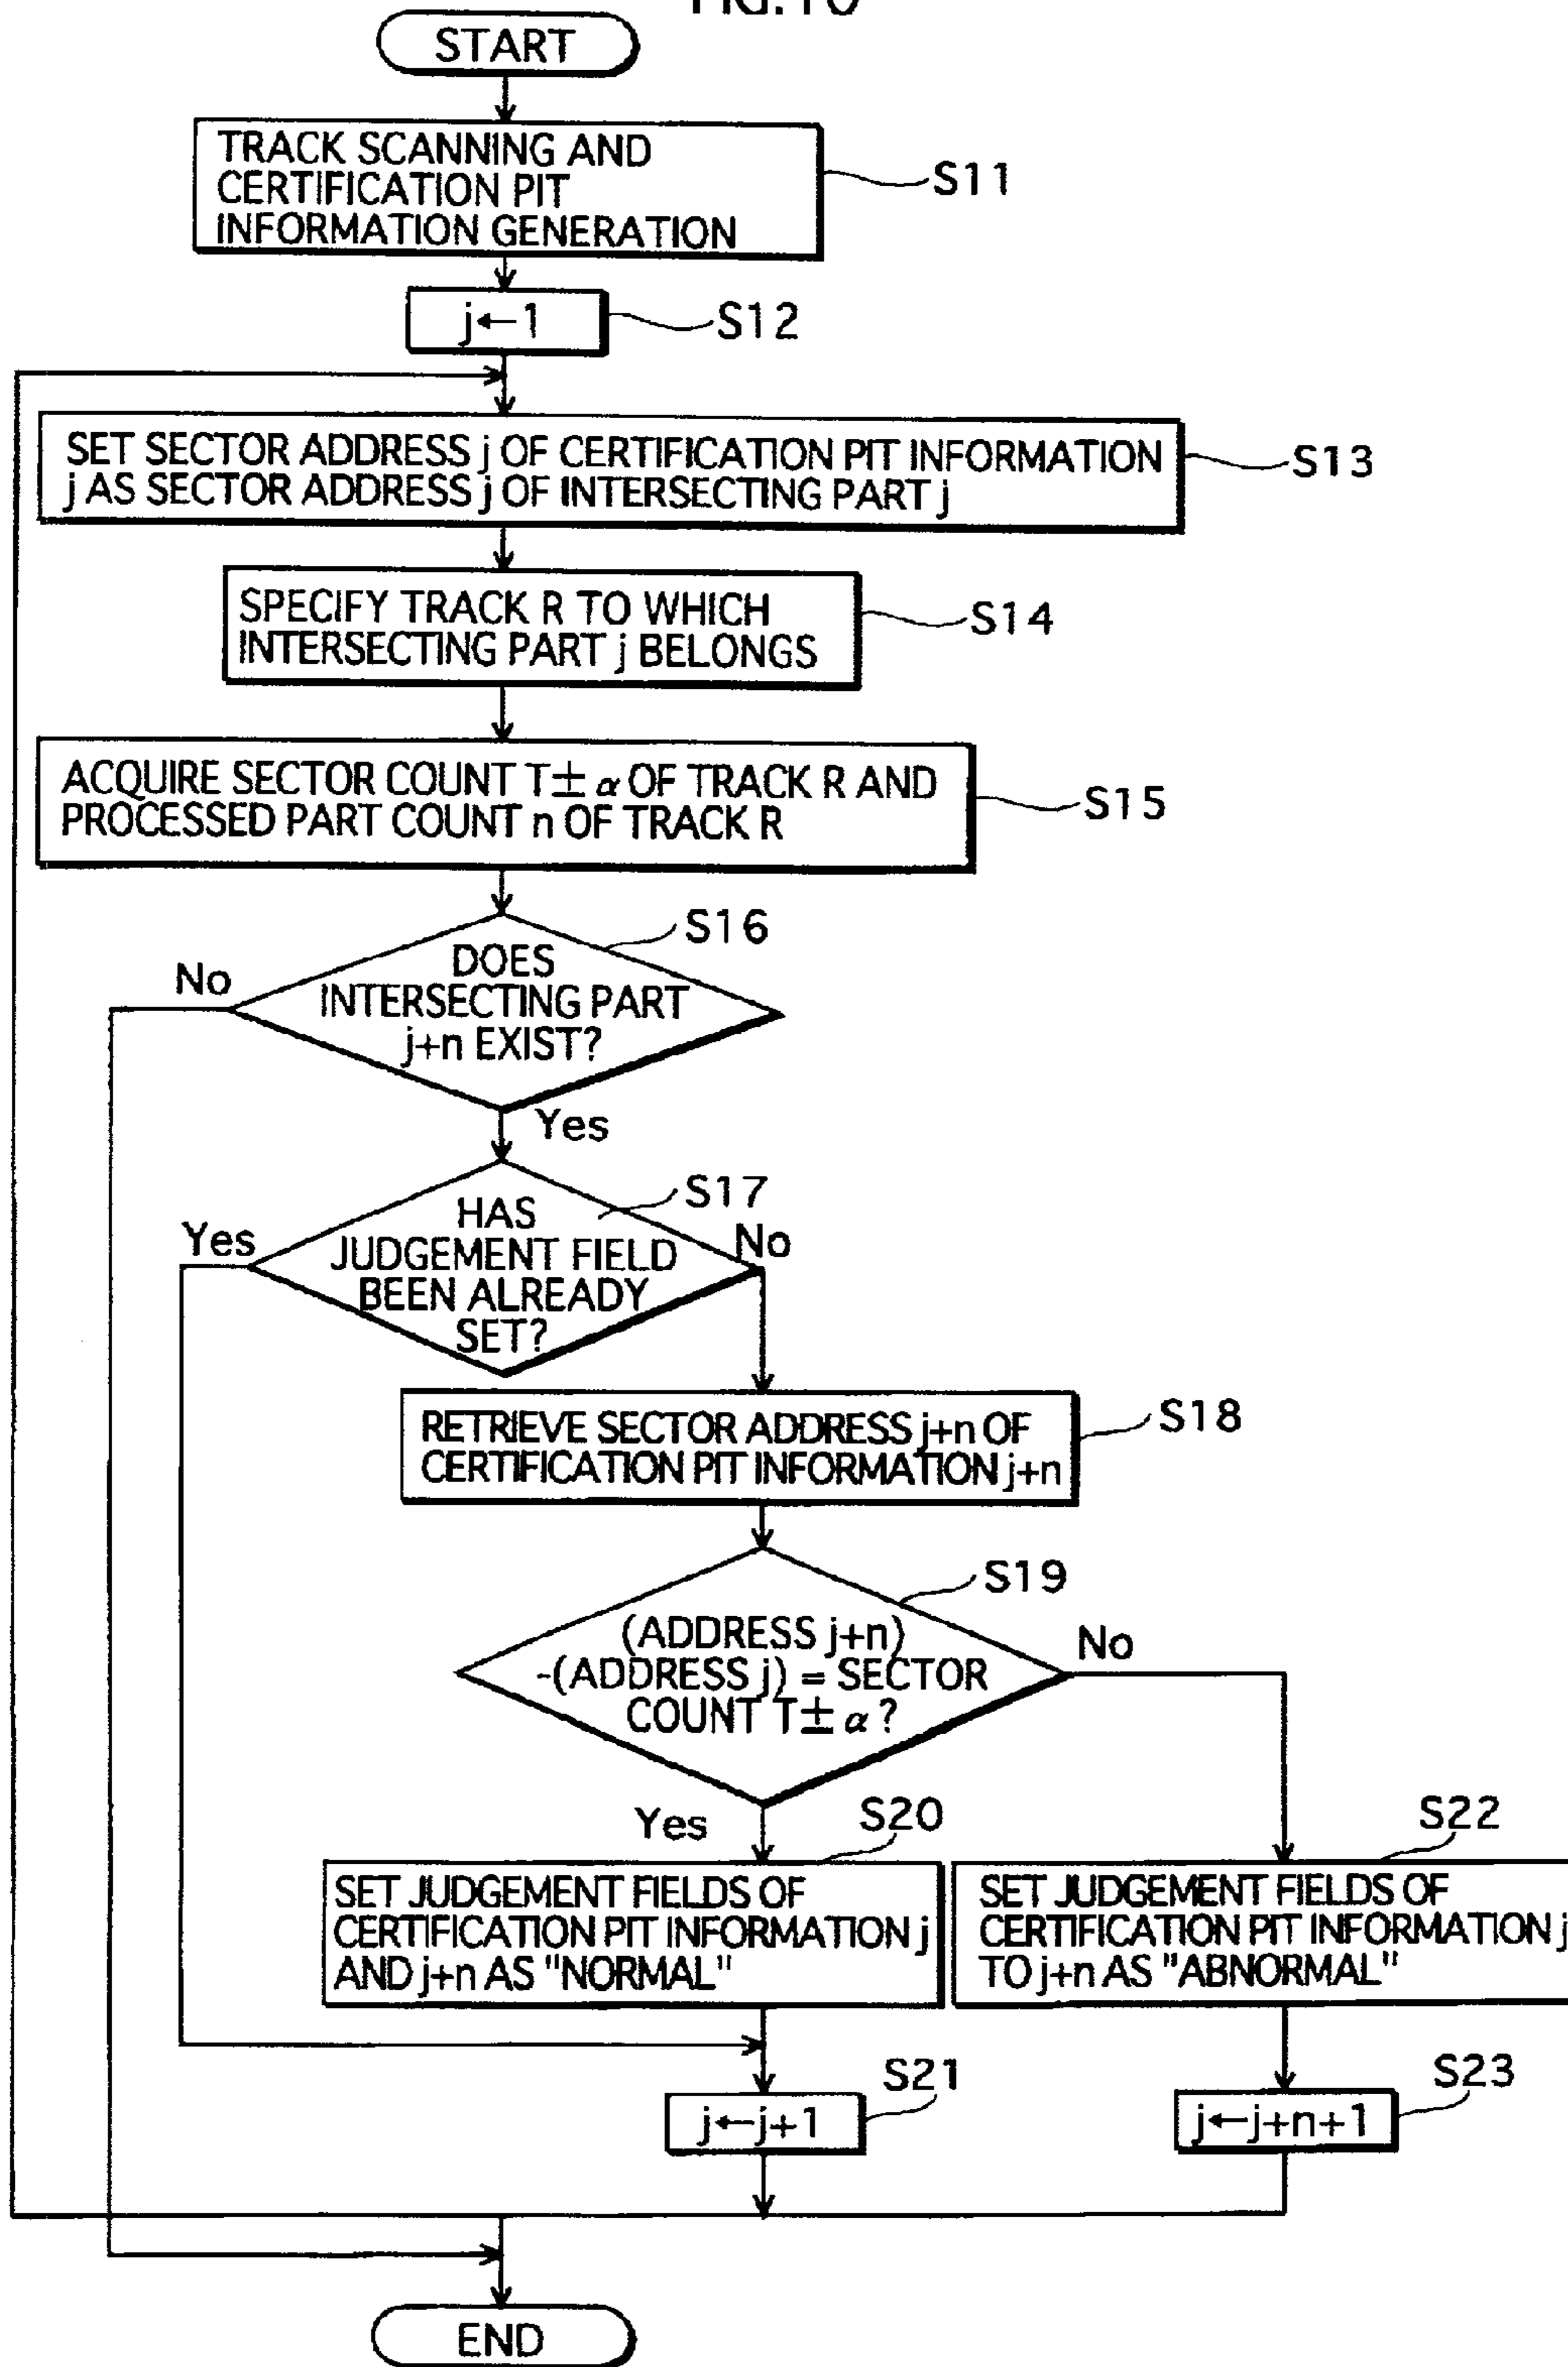 FIG.10
START
TRACK SCANNING AND
CERTIFICATION PIT
INFORMATION GENERATION
S11
j←1
S12
SET SECTOR ADDRESS j OF CERTIFICATION PIT INFORMATION
j AS SECTOR ADDRESS j OF INTERSECTING PART j
S13
SPECIFY TRACK R TO WHICH
INTERSECTING PART j BELONGS
S14
ACQUIRE SECTOR COUNT T±α OF TRACK R AND
PROCESSED PART COUNT n OF TRACK R
S15
S16
No
DOES
INTERSECTING PART
j+n EXIST?
Yes
S17
Yes
HAS
JUDGEMENT FIELD
BEEN ALREADY
SET?
No
RETRIEVE SECTOR ADDRESS j+n OF
CERTIFICATION PIT INFORMATION j+n
S18
S19
(ADDRESS j+n)
-(ADDRESS j) = SECTOR
COUNT T±α?
No
Yes
S20
SET JUDGEMENT FIELDS OF
CERTIFICATION PIT INFORMATION j
AND j+n AS "NORMAL"
S22
SET JUDGEMENT FIELDS OF
CERTIFICATION PIT INFORMATION j
TO j+n AS "ABNORMAL"
S21
j←j+1
S23
j←j+n+1
END